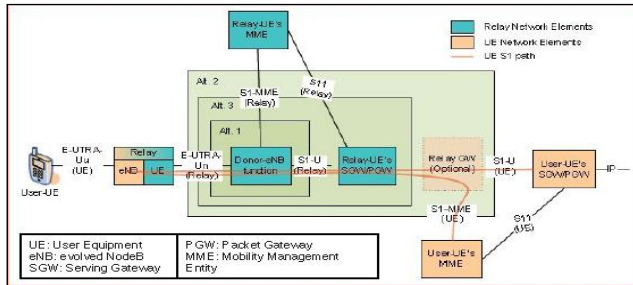 Relay-UE's
MME
Relay Network Elements
UE Network Elements
UE S1 path
Alt. 2
S1-MME
(Relay)
S11
(Relay)
Alt. 3
Alt. 1
E-UTRA-
Uu
(UE)
Relay
eNB
UE
E-UTRA-
Un
(Relay)
Donor-eNB
function
S1-U
(Relay)
Relay-UE's
SGW/PGW
Relay GW
(Optional)
S1-U
(UE)
User-UE's
SGW/PGW
IP
User-UE
S1-MME
(UE)
S11
(UE)
User-UE's
MME
UE: User Equipment
eNB: evolved NodeB
SGW: Serving Gateway
PGW: Packet Gateway
MME: Mobility Management
Entity